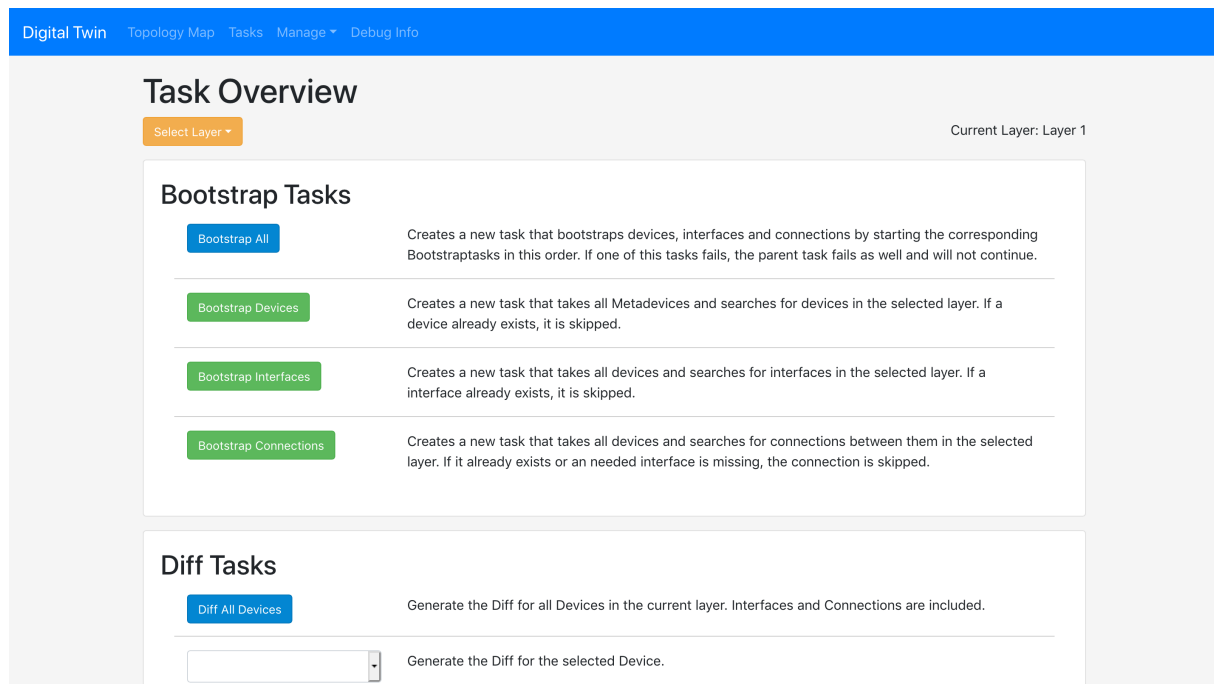 Digital Twin Topology Map Tasks Manage Debug Info
Task Overview
Select Layer
Current Layer: Layer 1
Bootstrap Tasks
Bootstrap All
Creates a new task that bootstraps devices, interfaces and connections by starting the corresponding
Bootstraptasks in this order. If one of this tasks fails, the parent task fails as well and will not continue.
Bootstrap Devices
Creates a new task that takes all Metadevices and searches for devices in the selected layer. If a
device already exists, it is skipped.
Bootstrap Interfaces
Creates a new task that takes all devices and searches for interfaces in the selected layer. If a
interface already exists, it is skipped.
Bootstrap Connections
Creates a new task that takes all devices and searches for connections between them in the selected
layer. If it already exists or an needed interface is missing, the connection is skipped.
Diff Tasks
Diff All Devices
Generate the Diff for all Devices in the current layer. Interfaces and Connections are included.
Generate the Diff for the selected Device.